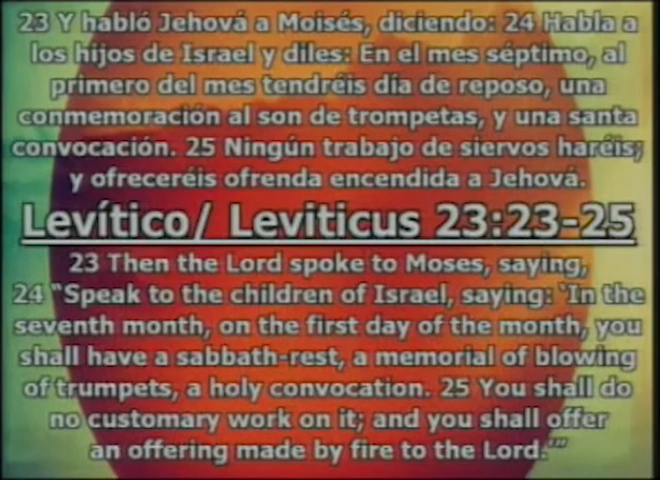 23 Y habló Jehová a Moisés, diciendo: 24 Habla a
los hijos de Israel y diles: En el mes séptimo, al
primero del mes tendréis día de reposo, una
conmemoración al son de trompetas, y una santa
convocación. 25 Ningún trabajo de siervos haréis;
y ofreceréis ofrenda encendida a Jehová.
Levítico/ Leviticus 23:23-25
23 Then the Lord spoke to Moses, saying,
24 “Speak to the children of Israel, saying: ‘In the
seventh month, on the first day of the month, you
shall have a sabbath-rest, a memorial of blowing
of trumpets, a holy convocation. 25 You shall do
no customary work on it; and you shall offer
an offering made by fire to the Lord.’”